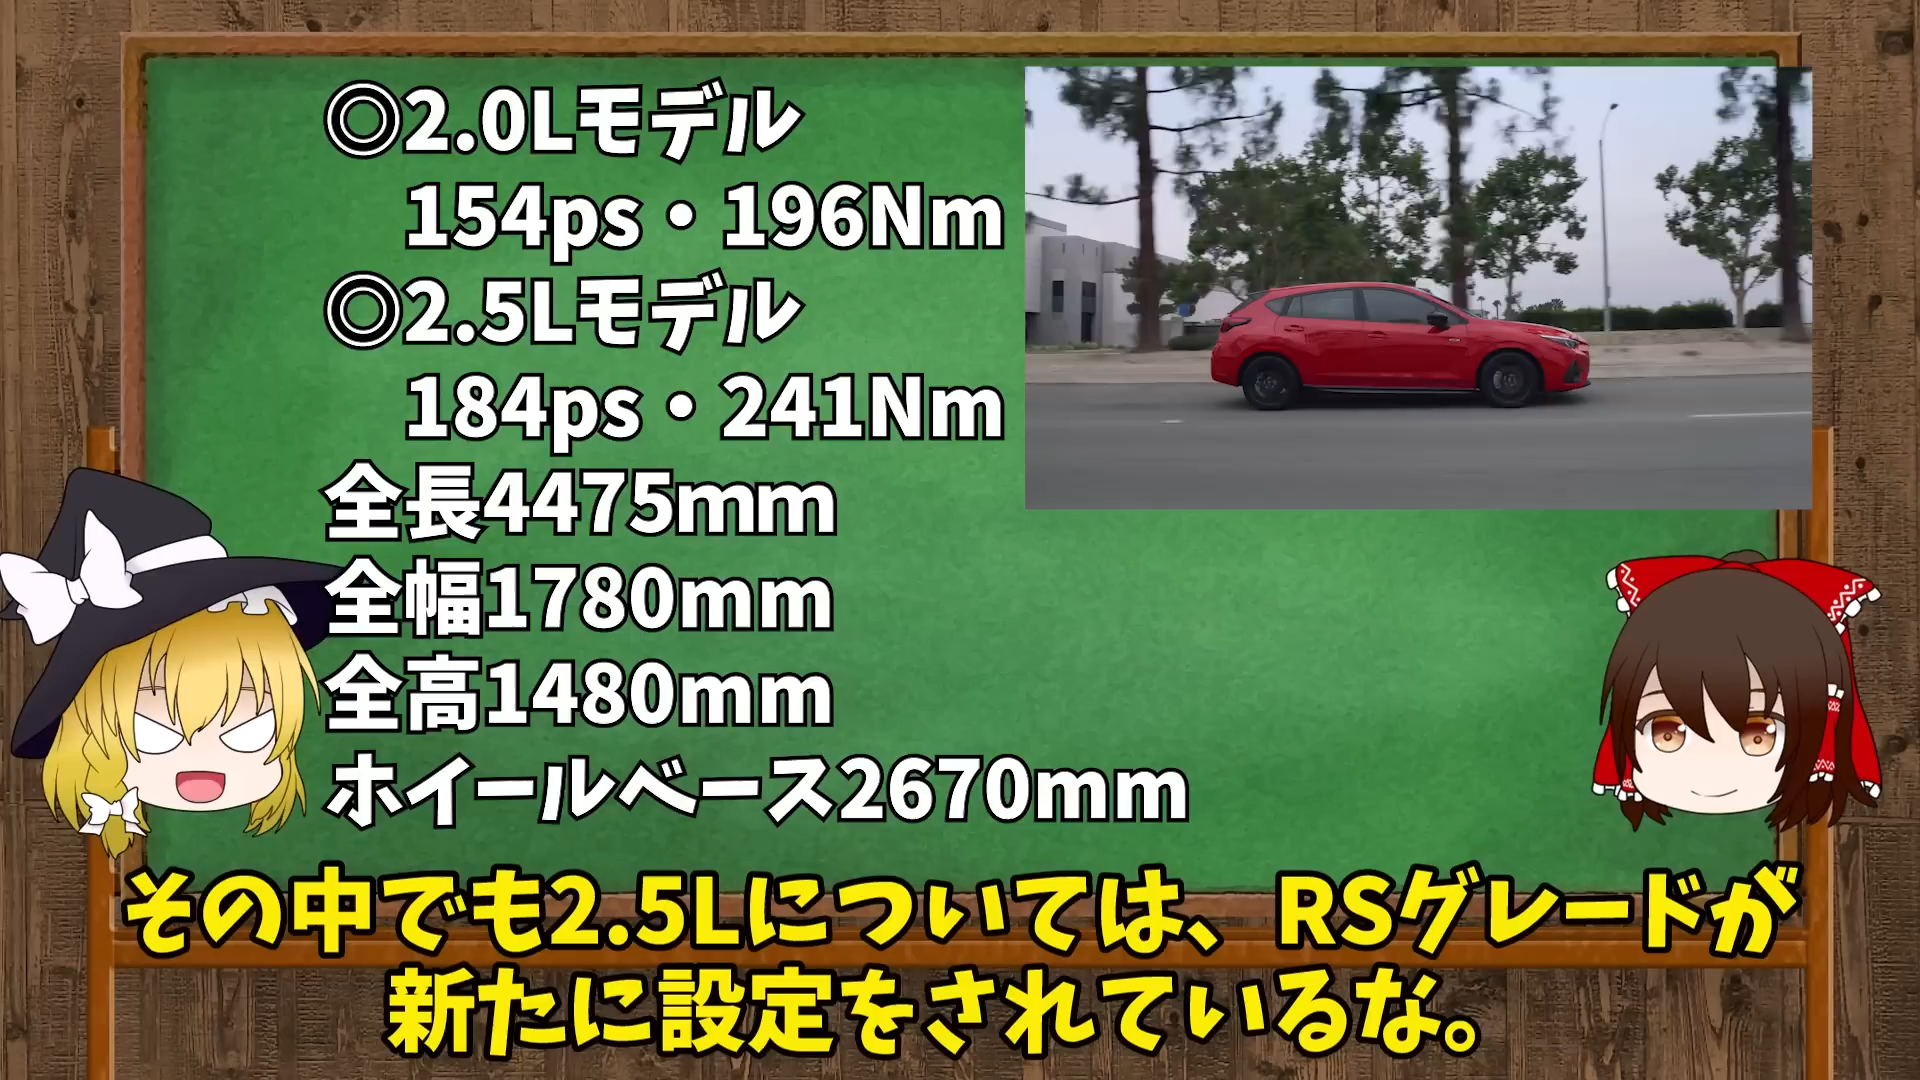 ◎2.0Lモデル
154ps・196Nm
◎2.5Lモデル
184ps・241Nm
全長4475mm
全幅1780mm
全高1480mm
ホイールベース2670mm
その中でも2.5Lについては、RSグレードが
新たに設定をされているな。